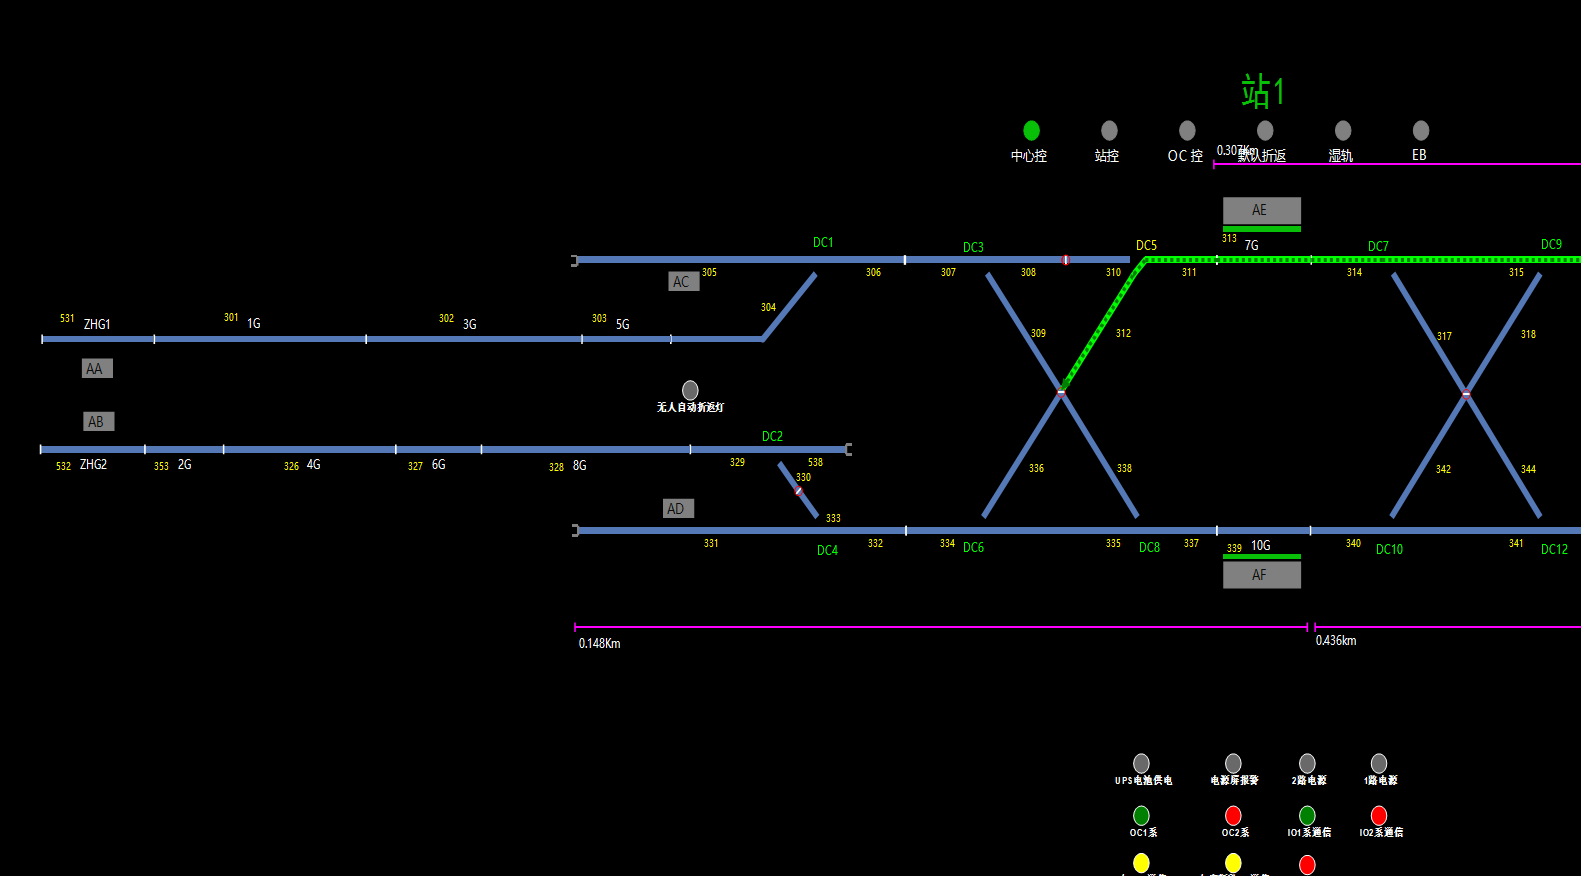 站1
中心控 站控 OC 控 默认折返 湿轨 EB
0.307Km
AE
313 7G
DC1 DC3 DC5 DC7 DC9
305 306 307 308 310 311 314 315
AC
304
531 ZHG1 301 1G 302 3G 303 5G
309 312 317 318
AA
无人自动折返灯
AB
DC2
532 ZHG2 353 2G 326 4G 327 6G 328 8G 329 538
330
336 338 342 344
AD
333
331 DC4 332 334 DC6 335 DC8 337 339 10G 340 DC10 341 DC12
AF
0.148Km 0.436km
UPS电池供电 电源屏报警 2路电源 1路电源
OC1系 OC2系 IO1系通信 IO2系通信